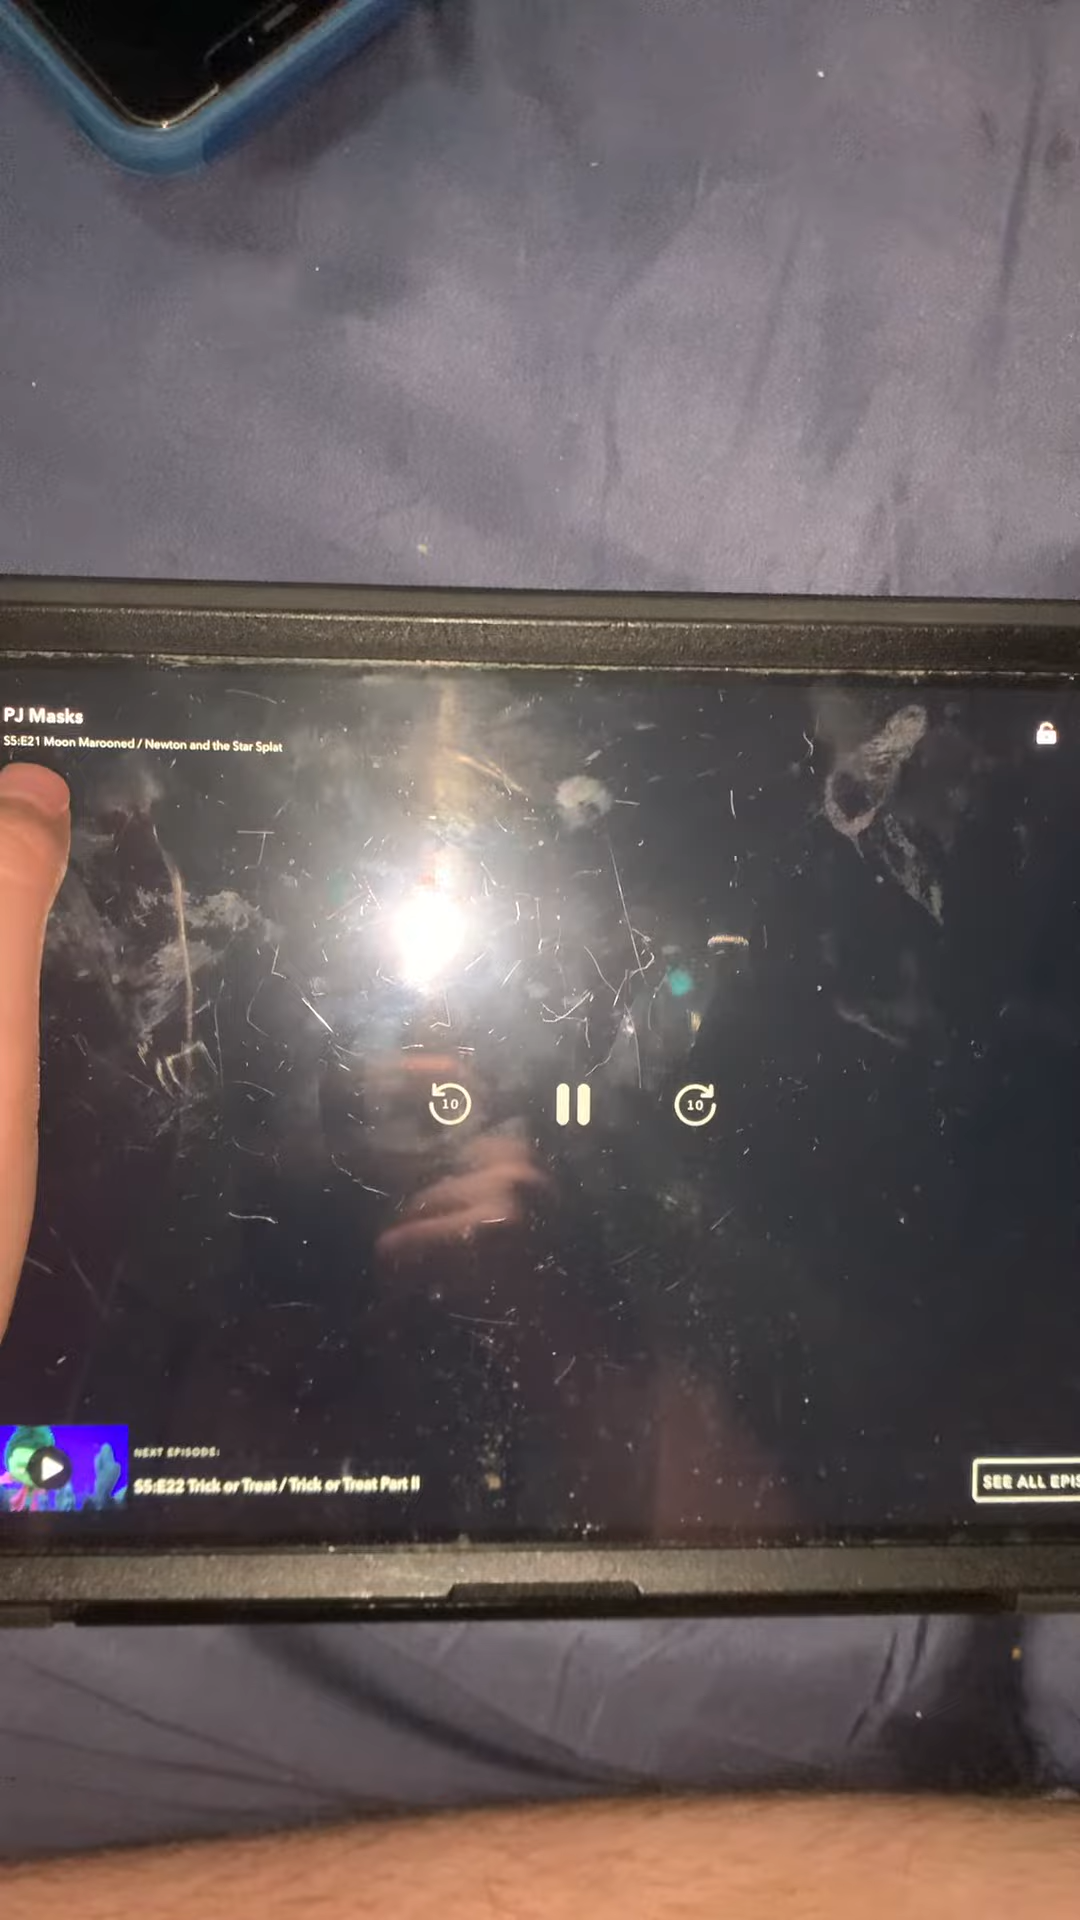 PJ Masks
S5:E21 Moon Marooned / Newton and the Star Splat
10
10
NEXT EPISODE:
S5:E22 Trick or Treat / Trick or Treat Part II
SEE ALL EPIS